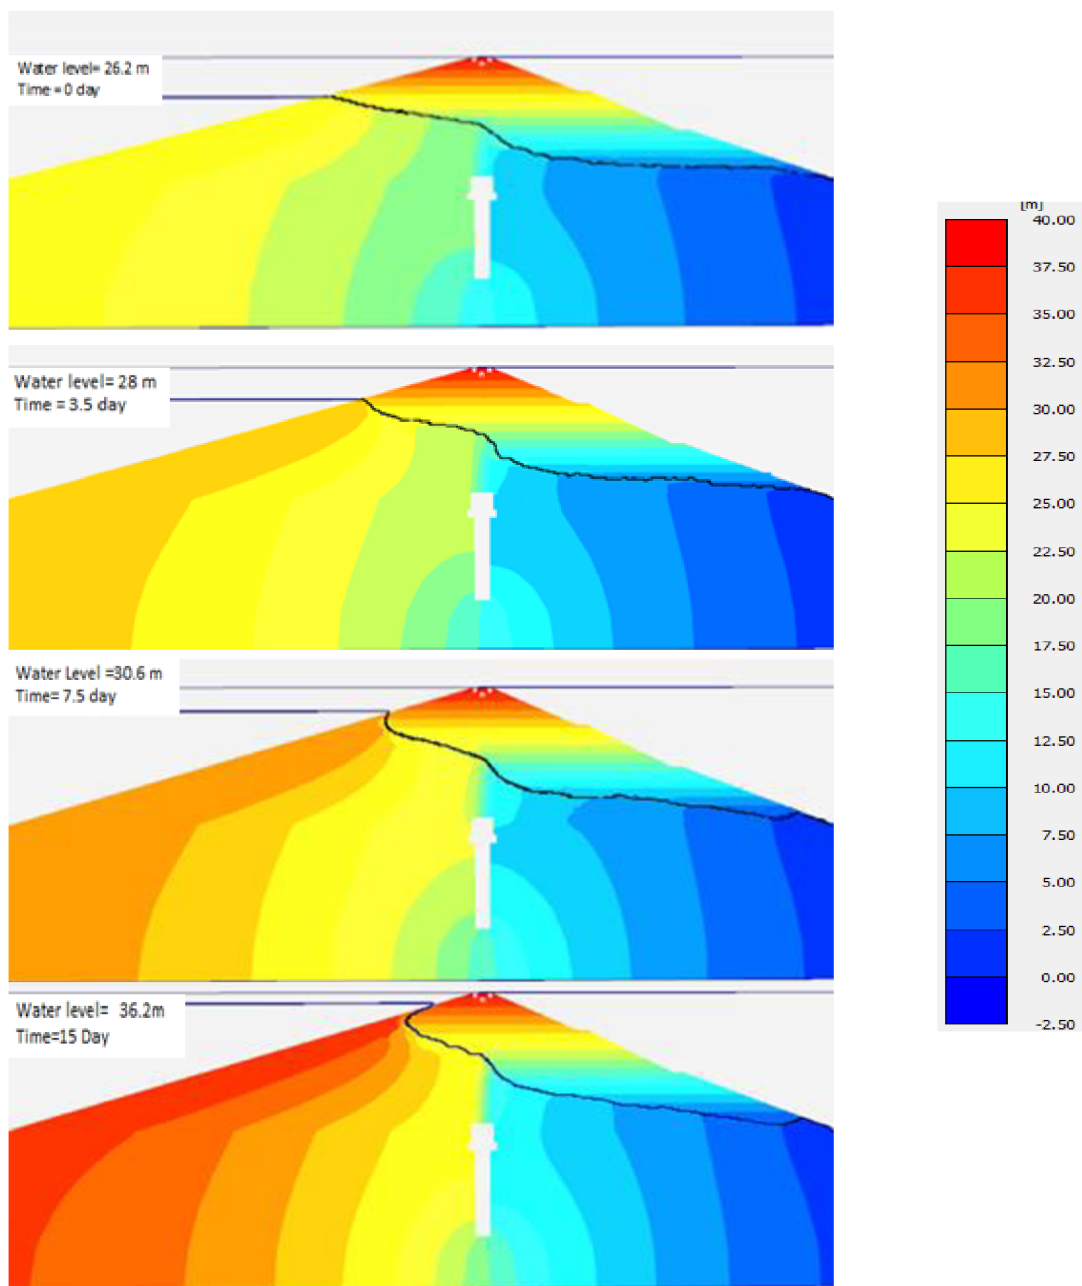 Water level= 26.2 m
Time = 0 day
Water level= 28 m
Time = 3.5 day
Water Level =30.6 m
Time= 7.5 day
Water level= 36.2m
Time=15 Day
[m]
40.00
37.50
35.00
32.50
30.00
27.50
25.00
22.50
20.00
17.50
15.00
12.50
10.00
7.50
5.00
2.50
0.00
-2.50